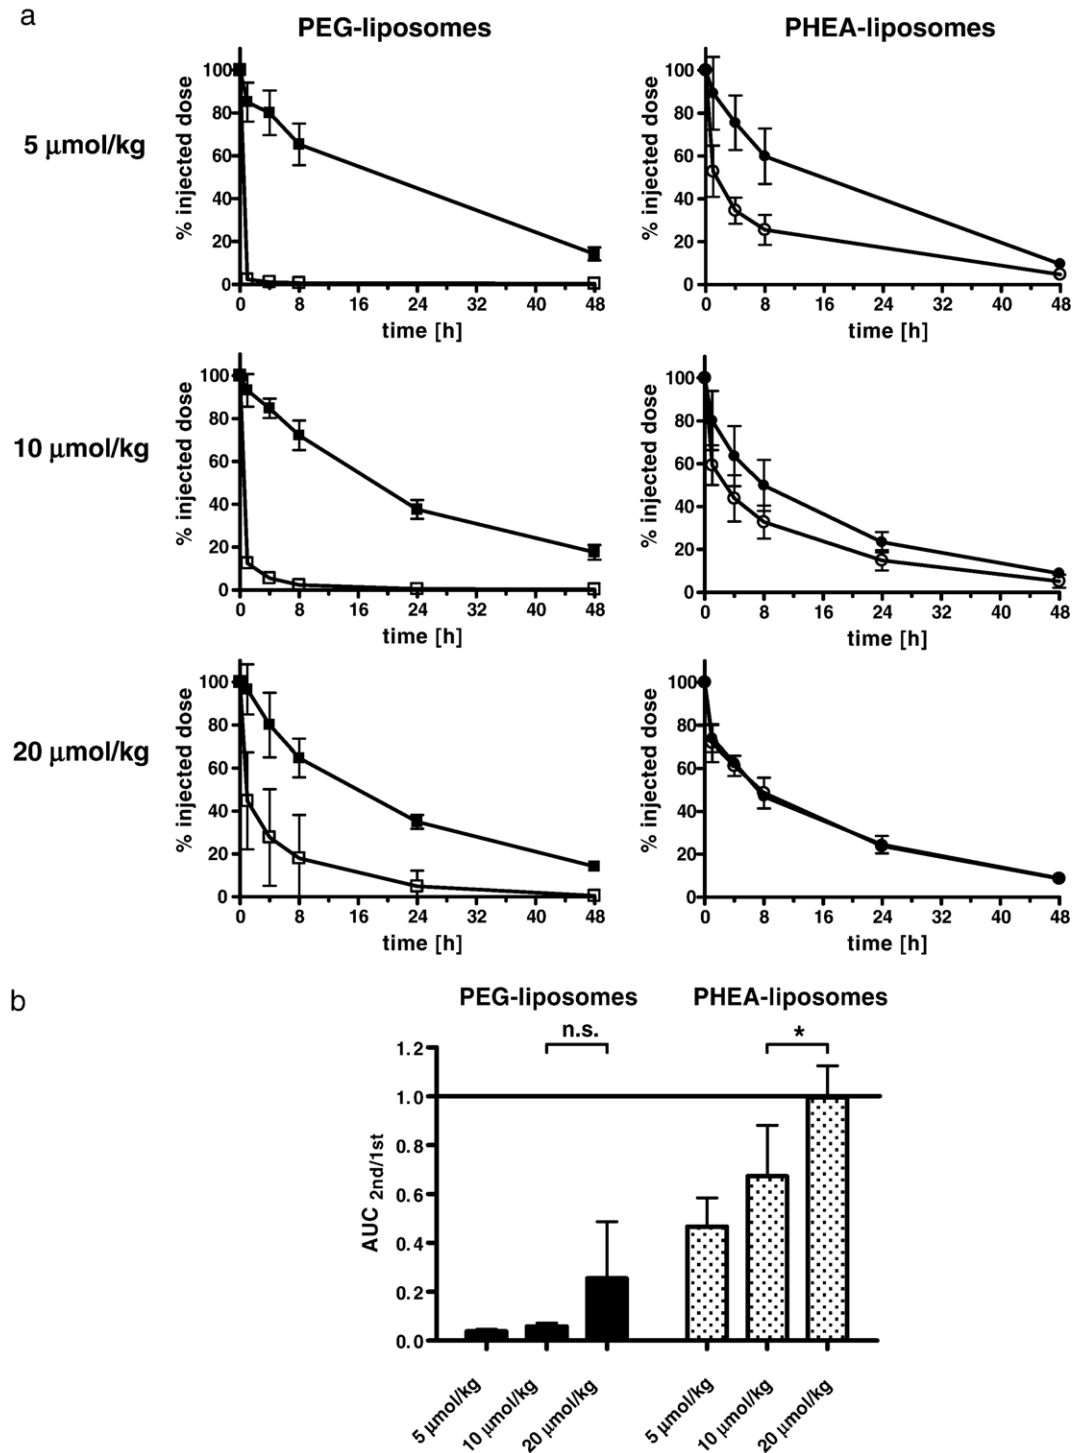 a
PEG-liposomes
PHEA-liposomes
5 μmol/kg
% injected dose
100
80
60
40
20
0
0 8 16 24 32 40 48
time [h]
% injected dose
100
80
60
40
20
0
0 8 16 24 32 40 48
time [h]
10 μmol/kg
% injected dose
100
80
60
40
20
0
0 8 16 24 32 40 48
time [h]
% injected dose
100
80
60
40
20
0
0 8 16 24 32 40 48
time [h]
20 μmol/kg
% injected dose
100
80
60
40
20
0
0 8 16 24 32 40 48
time [h]
% injected dose
100
80
60
40
20
0
0 8 16 24 32 40 48
time [h]
b
PEG-liposomes
PHEA-liposomes
n.s.
*
AUC 2nd/1st
1.2
1.0
0.8
0.6
0.4
0.2
0.0
5 μmol/kg
10 μmol/kg
20 μmol/kg
5 μmol/kg
10 μmol/kg
20 μmol/kg